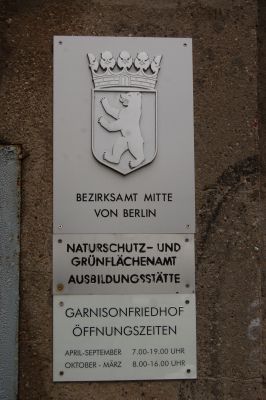 BEZIRKSAMT MITTE
VON BERLIN
NATURSCHUTZ- UND
GRÜNFLÄCHENAMT
AUSBILDUNGSSTÄTTE
GARNISONFRIEDHOF
ÖFFNUNGSZEITEN
APRIL-SEPTEMBER 7.00-19.00 UHR
OKTOBER - MÄRZ 8.00-16.00 UHR